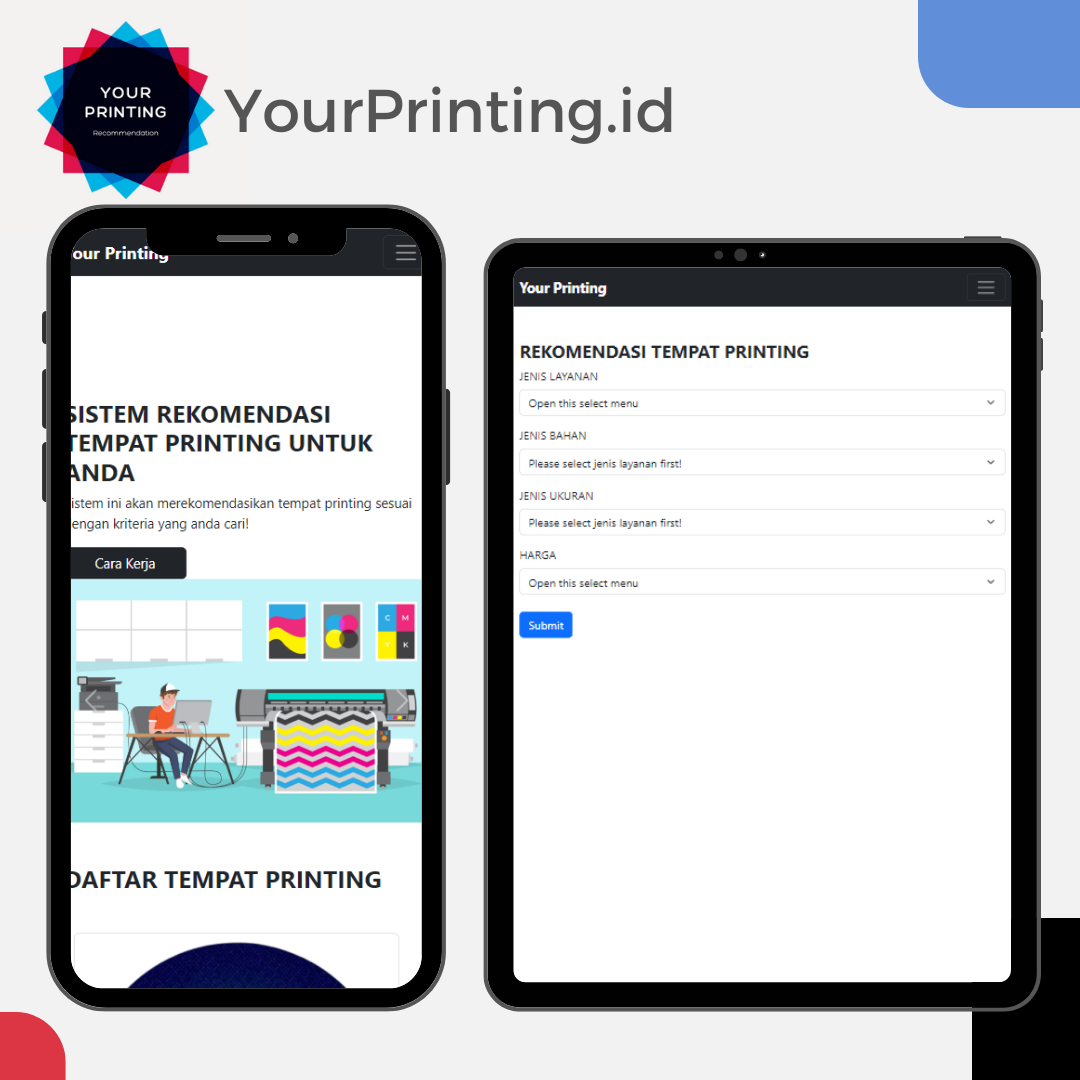 YOUR
PRINTING
Recommendation
YourPrinting.id
our Printing
SISTEM REKOMENDASI
TEMPAT PRINTING UNTUK
ANDA
istem ini akan merekomendasikan tempat printing sesuai
engan kriteria yang anda cari!
Cara Kerja
C M
Y K
DAFTAR TEMPAT PRINTING
Your Printing
REKOMENDASI TEMPAT PRINTING
JENIS LAYANAN
Open this select menu
JENIS BAHAN
Please select jenis layanan first!
JENIS UKURAN
Please select jenis layanan first!
HARGA
Open this select menu
Submit